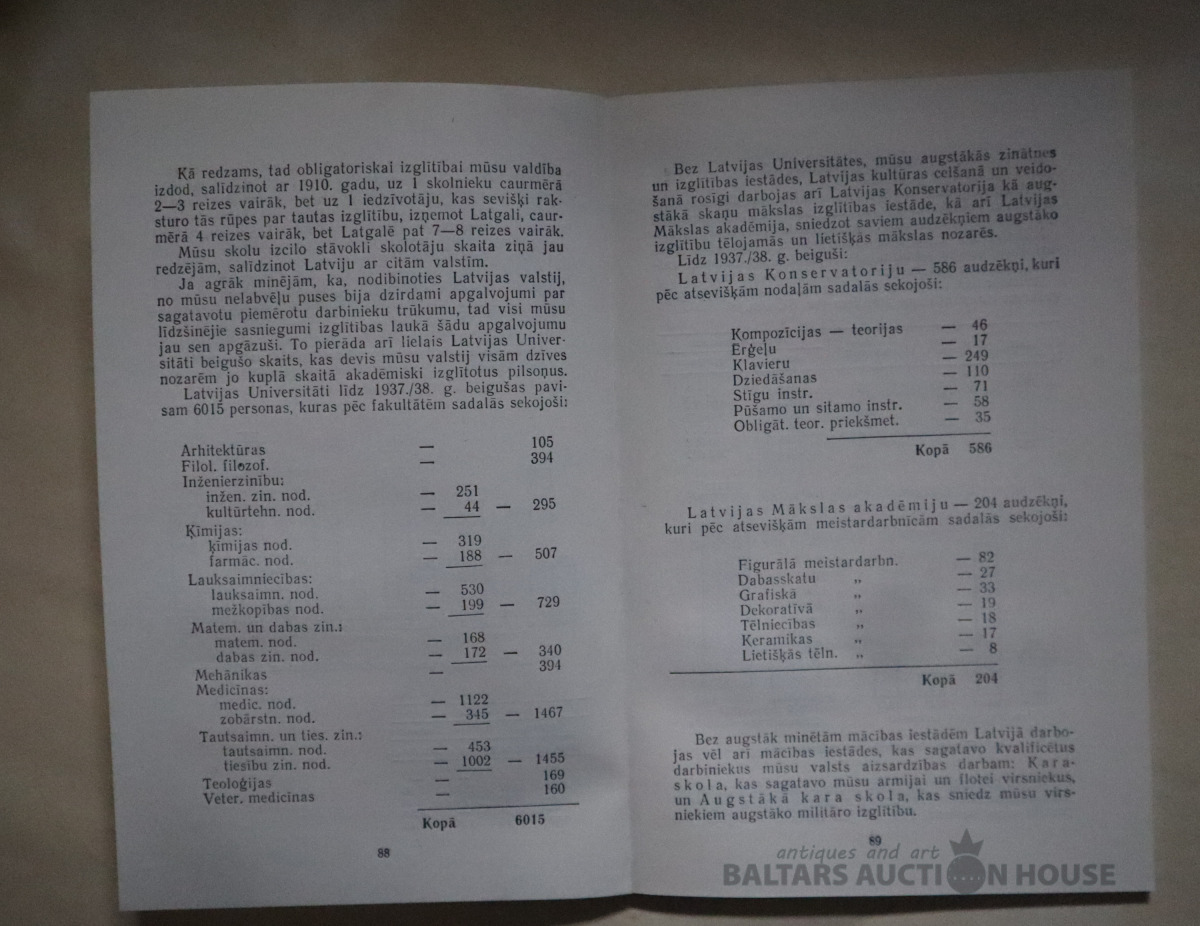 Kā redzams, tad obligatoriskai izglītībai mūsu valdība
izdod, salīdzinot ar 1910. gadu, uz 1 skolnieku caurmērā
2—3 reizes vairāk, bet uz 1 iedzīvotāju, kas sevišķi rak-
sturo tās rūpes par tautas izglītību, izņemot Latgali, caur-
mērā 4 reizes vairāk, bet Latgalē pat 7—8 reizes vairāk.
Mūsu skolu izcilo stāvokli skolotāju skaita ziņā jau
redzējām, salīdzinot Latviju ar citām valstīm.
Ja agrāk minējām, ka, nodibinoties Latvijas valstij,
no mūsu nelabvēļu puses bija dzirdami apgalvojumi par
sagatavotu piemērotu darbinieku trūkumu, tad visi mūsu
līdzšinējie sasniegumi izglītības laukā šādu apgalvojumu
jau sen apgāzuši. To pierāda arī lielais Latvijas Univer-
sitāti beigušo skaits, kas devis mūsu valstij visām dzīves
nozarēm jo kuplā skaitā akadēmiski izglītotus pilsoņus.
Latvijas Universitāti līdz 1937./38. g. beigušas pavi-
sam 6015 personas, kuras pēc fakultātēm sadalās sekojoši:
Arhitektūras — 105
Filol. filozof. — 394
Inženierzinību:
inžen. zin. nod. — 251
kultūrtehn. nod. — 44 — 295
Ķīmijas:
ķīmijas nod. — 319
farmāc. nod. — 188 — 507
Lauksaimniecības:
lauksaimn. nod. — 530
mežkopības nod. — 199 — 729
Matem. un dabas zin.:
matem. nod. — 168
dabas zin. nod. — 172 — 340
Mehānikas — 394
Medicīnas:
medic. nod. — 1122
zobārstn. nod. — 345 — 1467
Tautsaimn. un ties. zin.:
tautsaimn. nod. — 453
tiesību zin. nod. — 1002 — 1455
Teoloģijas — 169
Veter. medicīnas — 160
Kopā 6015
88
Bez Latvijas Universitātes, mūsu augstākās zinātnes
un izglītības iestādes, Latvijas kultūras celšanā un veido-
šanā rosīgi darbojas arī Latvijas Konservatorija kā aug-
stākā skaņu mākslas izglītības iestāde, kā arī Latvijas
Mākslas akadēmija, sniedzot saviem audzēkņiem augstāko
izglītību tēlojamās un lietišķās mākslas nozarēs.
Līdz 1937./38. g. beiguši:
Latvijas Konservatoriju — 586 audzēkņi, kuri
pēc atsevišķām nodaļām sadalās sekojoši:
Kompozīcijas — teorijas — 46
Ērģeļu — 17
Klavieru — 249
Dziedāšanas — 110
Stīgu instr. — 71
Pūšamo un sitamo instr. — 58
Obligāt. teor. priekšmet. — 35
Kopā 586
Latvijas Mākslas akadēmiju — 204 audzēkņi,
kuri pēc atsevišķām meistardarbnīcām sadalās sekojoši:
Figurālā meistardarbn. — 82
Dabasskatu „ — 27
Grafiskā „ — 33
Dekoratīvā „ — 19
Tēlniecības „ — 18
Keramikas „ — 17
Lietišķās tēln. „ — 8
Kopā 204
Bez augstāk minētām mācības iestādēm Latvijā darbo-
jas vēl arī mācības iestādes, kas sagatavo kvalificētus
darbiniekus mūsu valsts aizsardzības darbam: Kara-
skola, kas sagatavo mūsu armijai un flotei virsniekus,
un Augstākā kara skola, kas sniedz mūsu virs-
niekiem augstāko militāro izglītību.
89
antiques and art
BALTARS AUCTION HOUSE